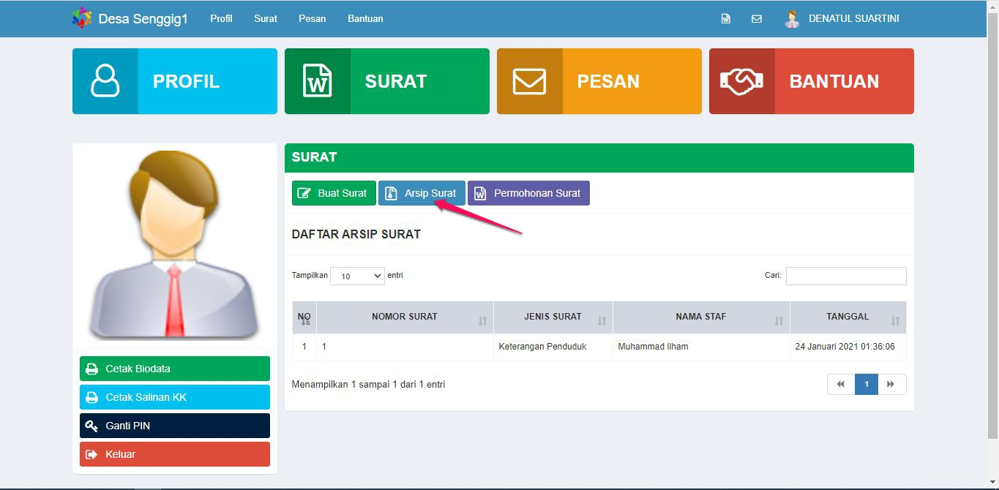 Desa Senggig1 Profil Surat Pesan Bantuan DENATUL SUARTINI
PROFIL SURAT PESAN BANTUAN
SURAT
Buat Surat Arsip Surat Permohonan Surat
DAFTAR ARSIP SURAT
Tampilkan 10 entri Cari:
NO NOMOR SURAT JENIS SURAT NAMA STAF TANGGAL
1 1 Keterangan Penduduk Muhammad Ilham 24 Januari 2021 01:36:06
Menampilkan 1 sampai 1 dari 1 entri 1
Cetak Biodata
Cetak Salinan KK
Ganti PIN
Keluar